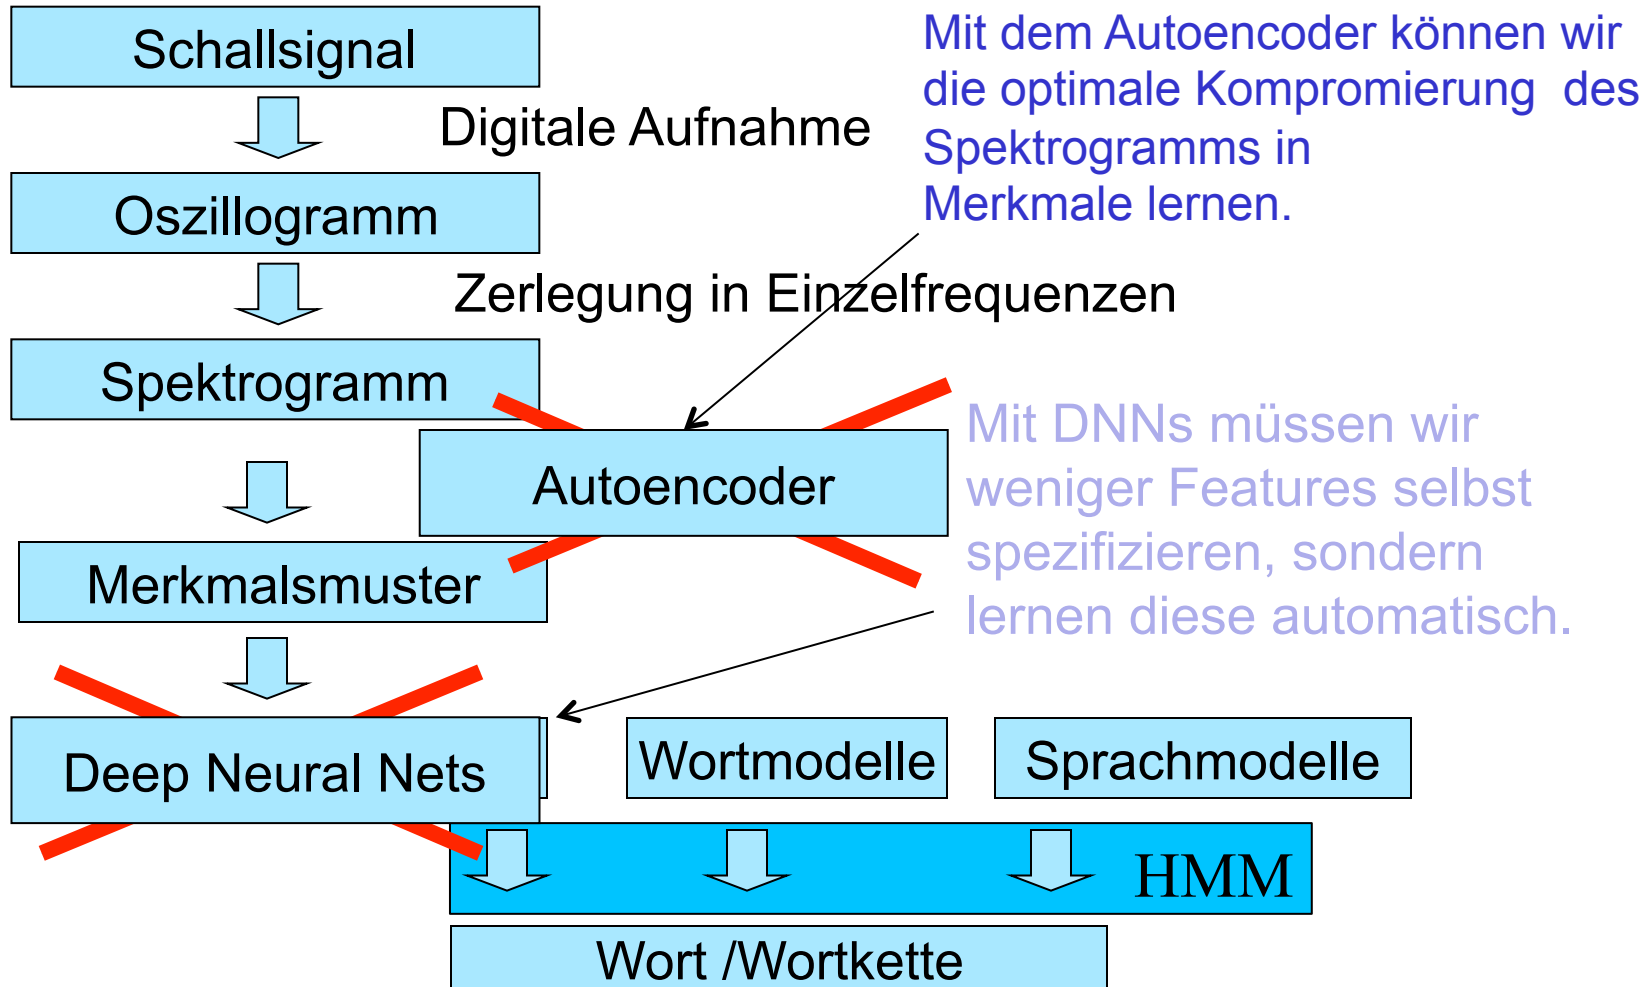 Schallsignal
Digitale Aufnahme
Oszillogramm
Zerlegung in Einzelfrequenzen
Spektrogramm
Mit dem Autoencoder können wir
die optimale Kompromierung des
Spektrogramms in
Merkmale lernen.
Autoencoder
Merkmalsmuster
Mit DNNs müssen wir
weniger Features selbst
spezifizieren, sondern
lernen diese automatisch.
Deep Neural Nets
Wortmodelle
Sprachmodelle
HMM
Wort /Wortkette